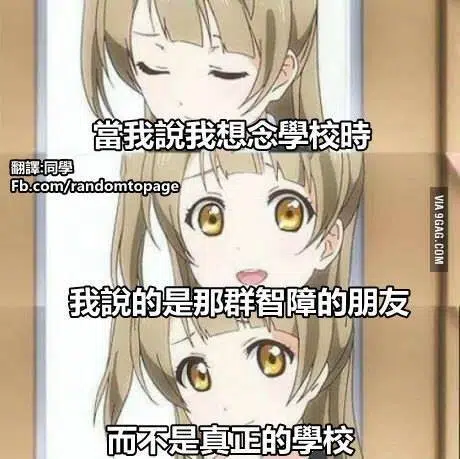 當我說我想念學校時
翻譯:同學
Fb.com/randomtopage
VIA 9GAG.COM
我說的是那群智障的朋友
而不是真正的學校